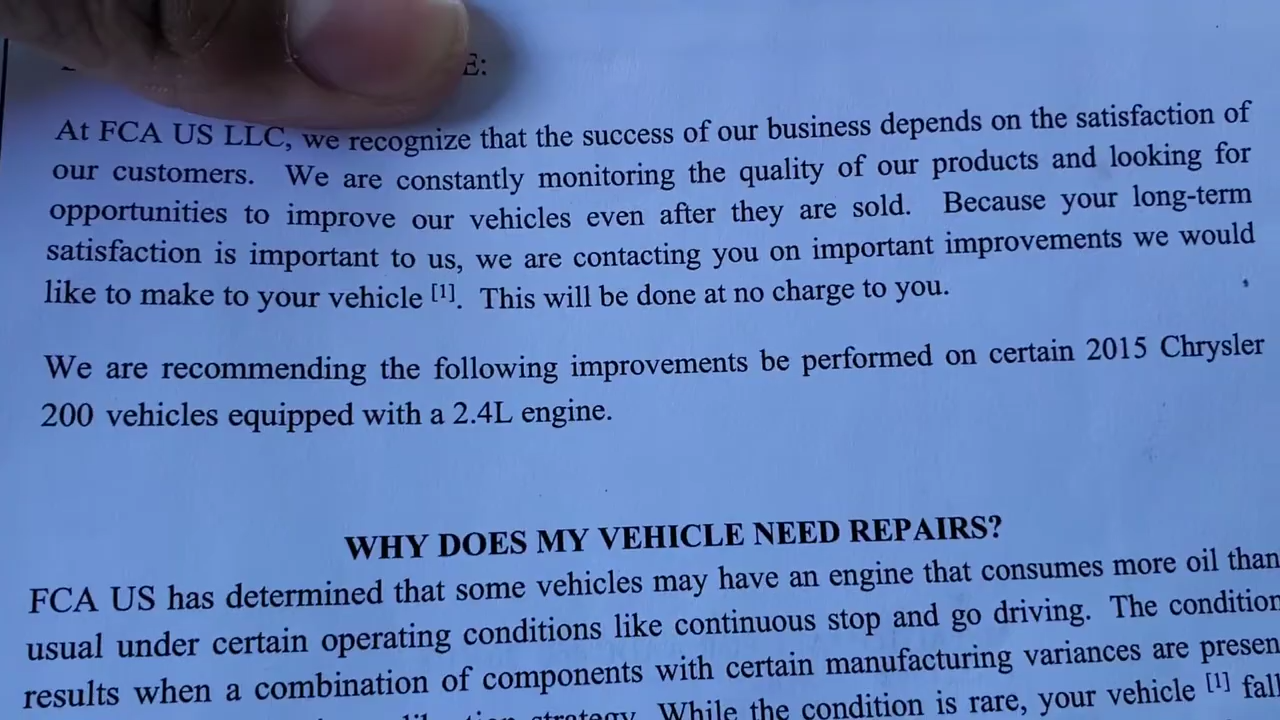 E:
At FCA US LLC, we recognize that the success of our business depends on the satisfaction of
our customers. We are constantly monitoring the quality of our products and looking for
opportunities to improve our vehicles even after they are sold. Because your long-term
satisfaction is important to us, we are contacting you on important improvements we would
like to make to your vehicle [1]. This will be done at no charge to you.
We are recommending the following improvements be performed on certain 2015 Chrysler
200 vehicles equipped with a 2.4L engine.
WHY DOES MY VEHICLE NEED REPAIRS?
FCA US has determined that some vehicles may have an engine that consumes more oil than
usual under certain operating conditions like continuous stop and go driving. The condition
results when a combination of components with certain manufacturing variances are presen
strategy. While the condition is rare, your vehicle [1] fall